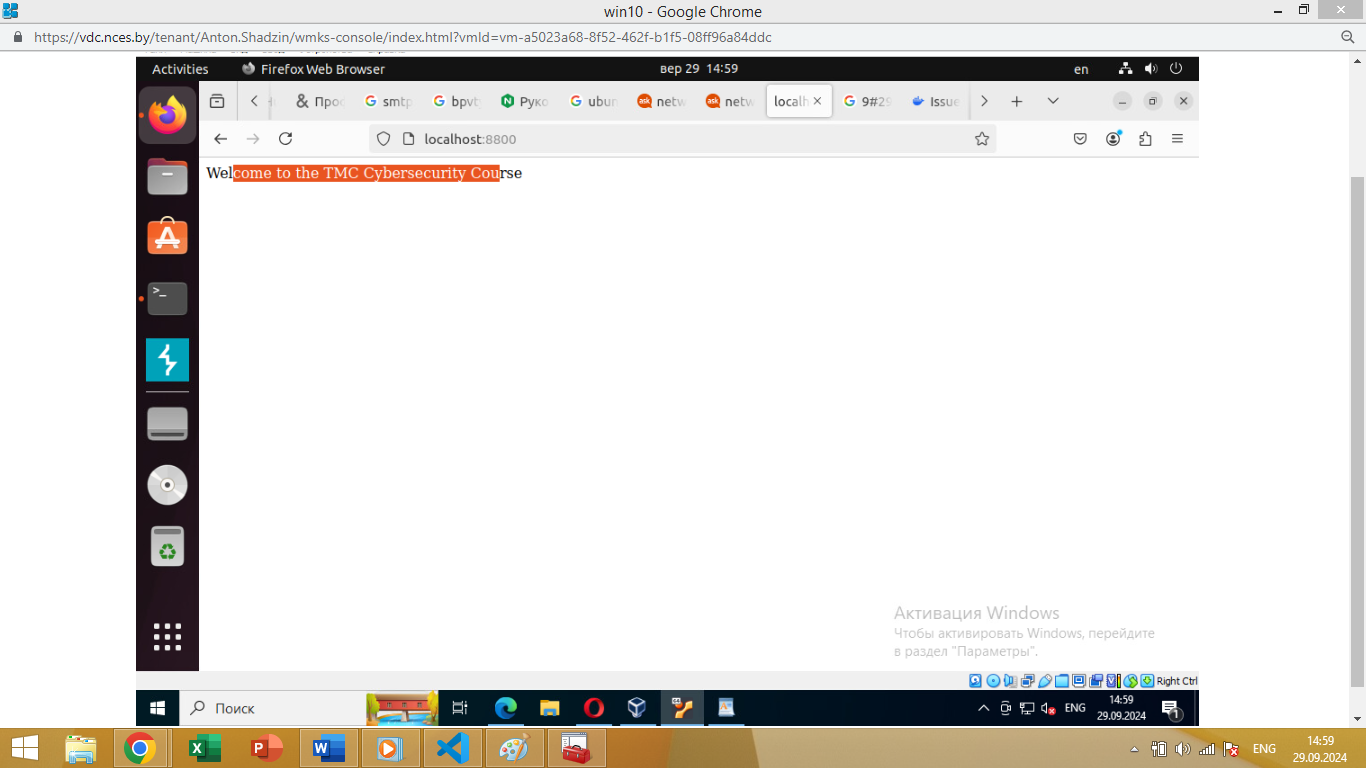 win10 - Google Chrome
https://vdc.nces.by/tenant/Anton.Shadzin/wmks-console/index.html?vmId=vm-a5023a68-8f52-462f-b1f5-08ff96a84ddc
Activities Firefox Web Browser вер 29 14:59 en
Прос smtp bpvt Руко ubun ask netw ask netw localh 9#29 Issue
localhost:8800
Welcome to the TMC Cybersecurity Course
Активация Windows
Чтобы активировать Windows, перейдите
в раздел "Параметры".
Right Ctrl
Поиск ENG 14:59
29.09.2024 1
ENG 14:59
29.09.2024